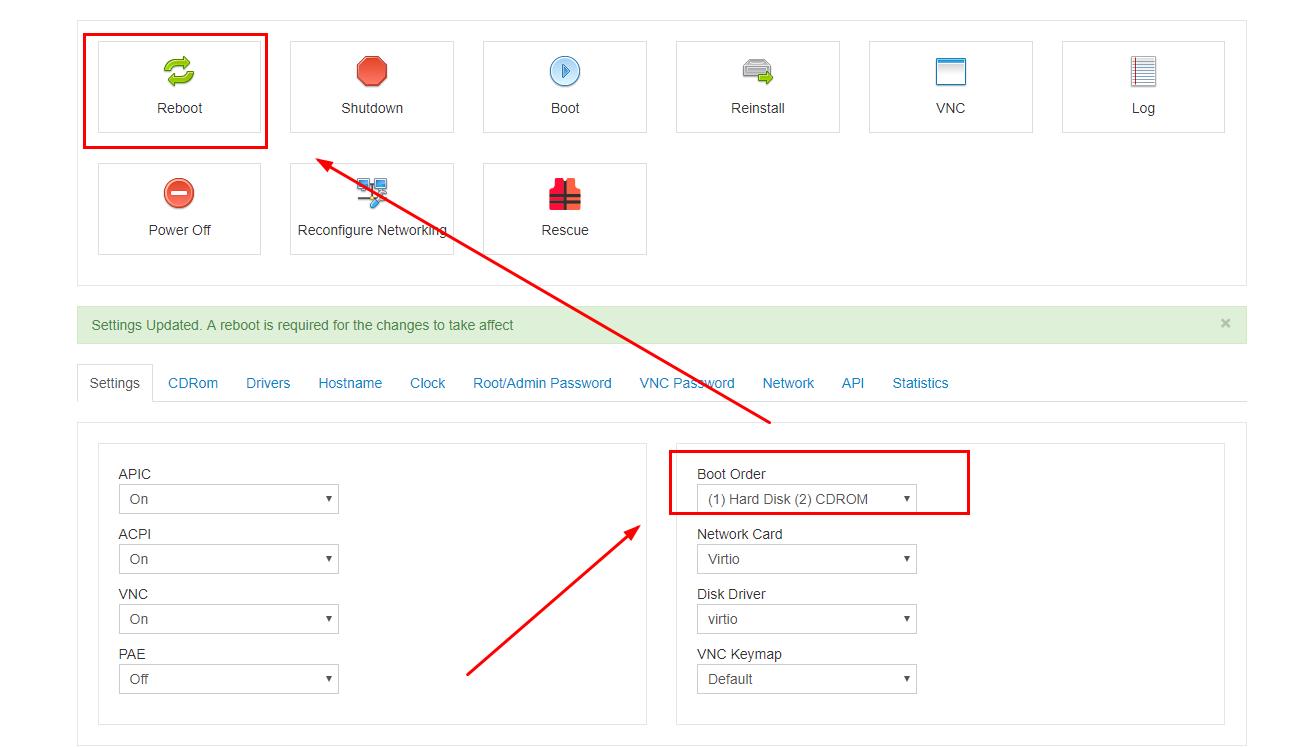 Reboot
Shutdown
Boot
Reinstall
VNC
Log
Power Off
Reconfigure Networking
Rescue
Settings Updated. A reboot is required for the changes to take affect
×
Settings
CDRom
Drivers
Hostname
Clock
Root/Admin Password
VNC Password
Network
API
Statistics
APIC
On
ACPI
On
VNC
On
PAE
Off
Boot Order
(1) Hard Disk (2) CDROM
Network Card
Virtio
Disk Driver
virtio
VNC Keymap
Default